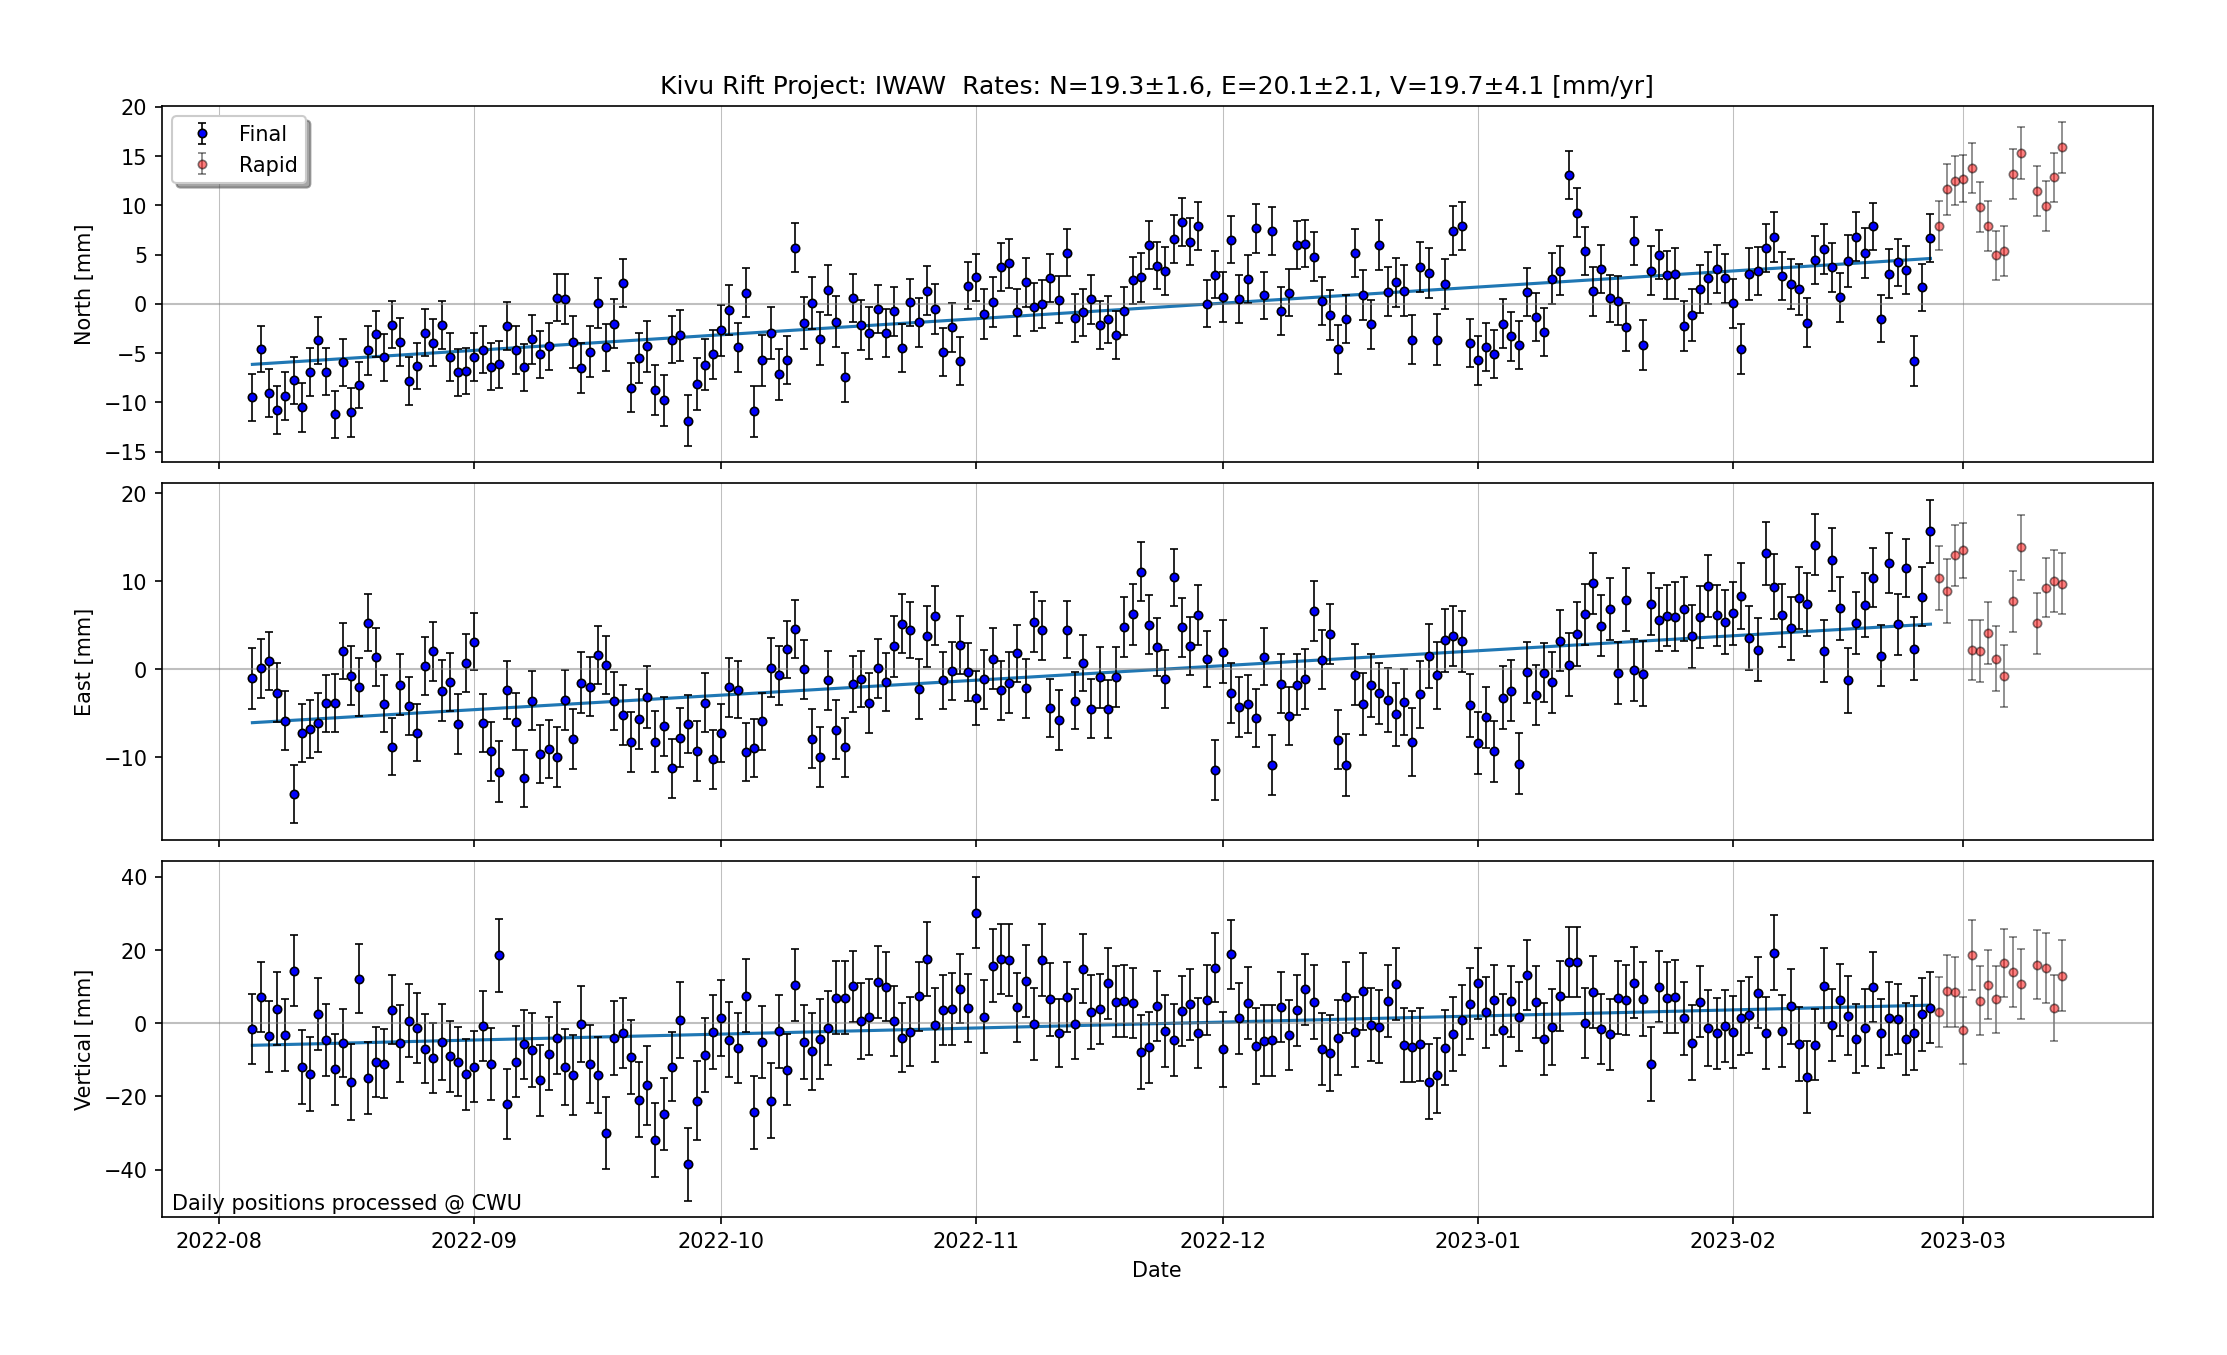 Kivu Rift Project: IWAW  Rates: N=19.3±1.6, E=20.1±2.1, V=19.7±4.1 [mm/yr]
20
15
10
5
0
−5
−10
−15
North [mm]
Final
Rapid
20
10
0
−10
East [mm]
40
20
0
−20
−40
Vertical [mm]
Daily positions processed @ CWU
2022-08 2022-09 2022-10 2022-11 2022-12 2023-01 2023-02 2023-03
Date